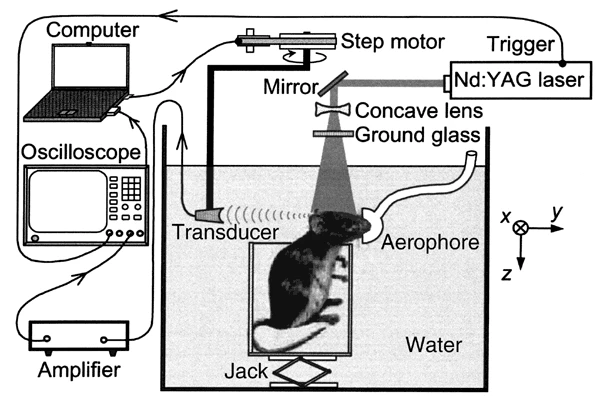 Computer
Step motor
Trigger
Mirror
Nd:YAG laser
Concave lens
Ground glass
Oscilloscope
Transducer
Aerophore
x
y
z
Water
Amplifier
Jack